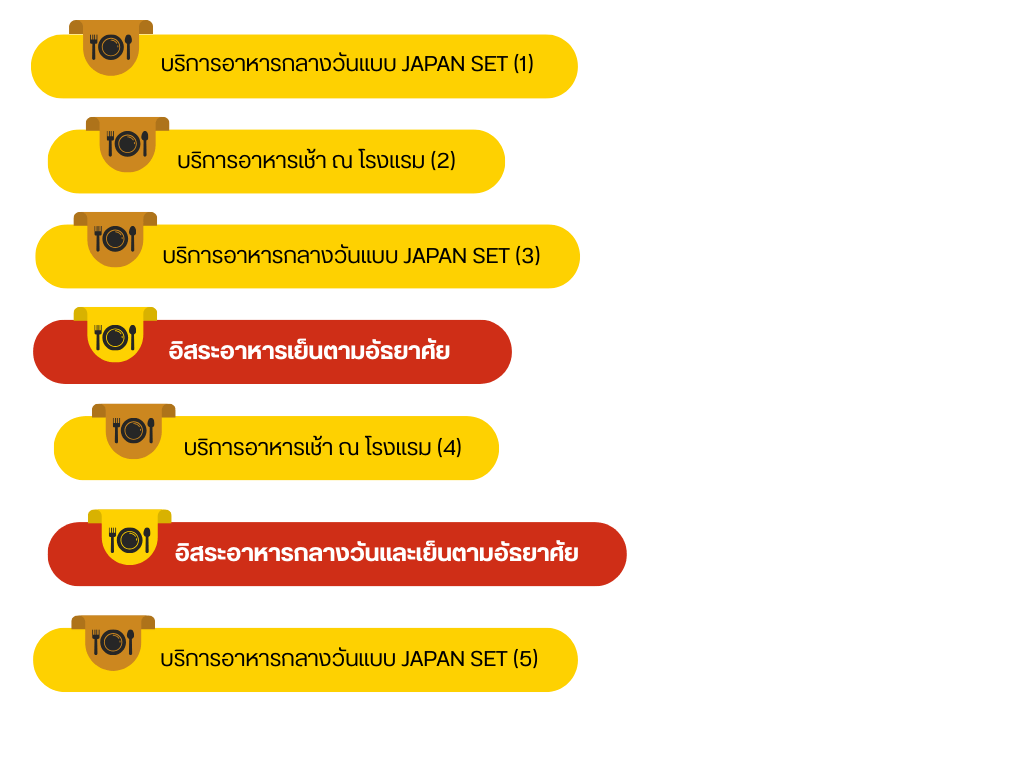 บริการอาหารกลางวันแบบ JAPAN SET (1)
บริการอาหารเช้า ณ โรงแรม (2)
บริการอาหารกลางวันแบบ JAPAN SET (3)
อิสระอาหารเย็นตามอัธยาศัย
บริการอาหารเช้า ณ โรงแรม (4)
อิสระอาหารกลางวันและเย็นตามอัธยาศัย
บริการอาหารกลางวันแบบ JAPAN SET (5)